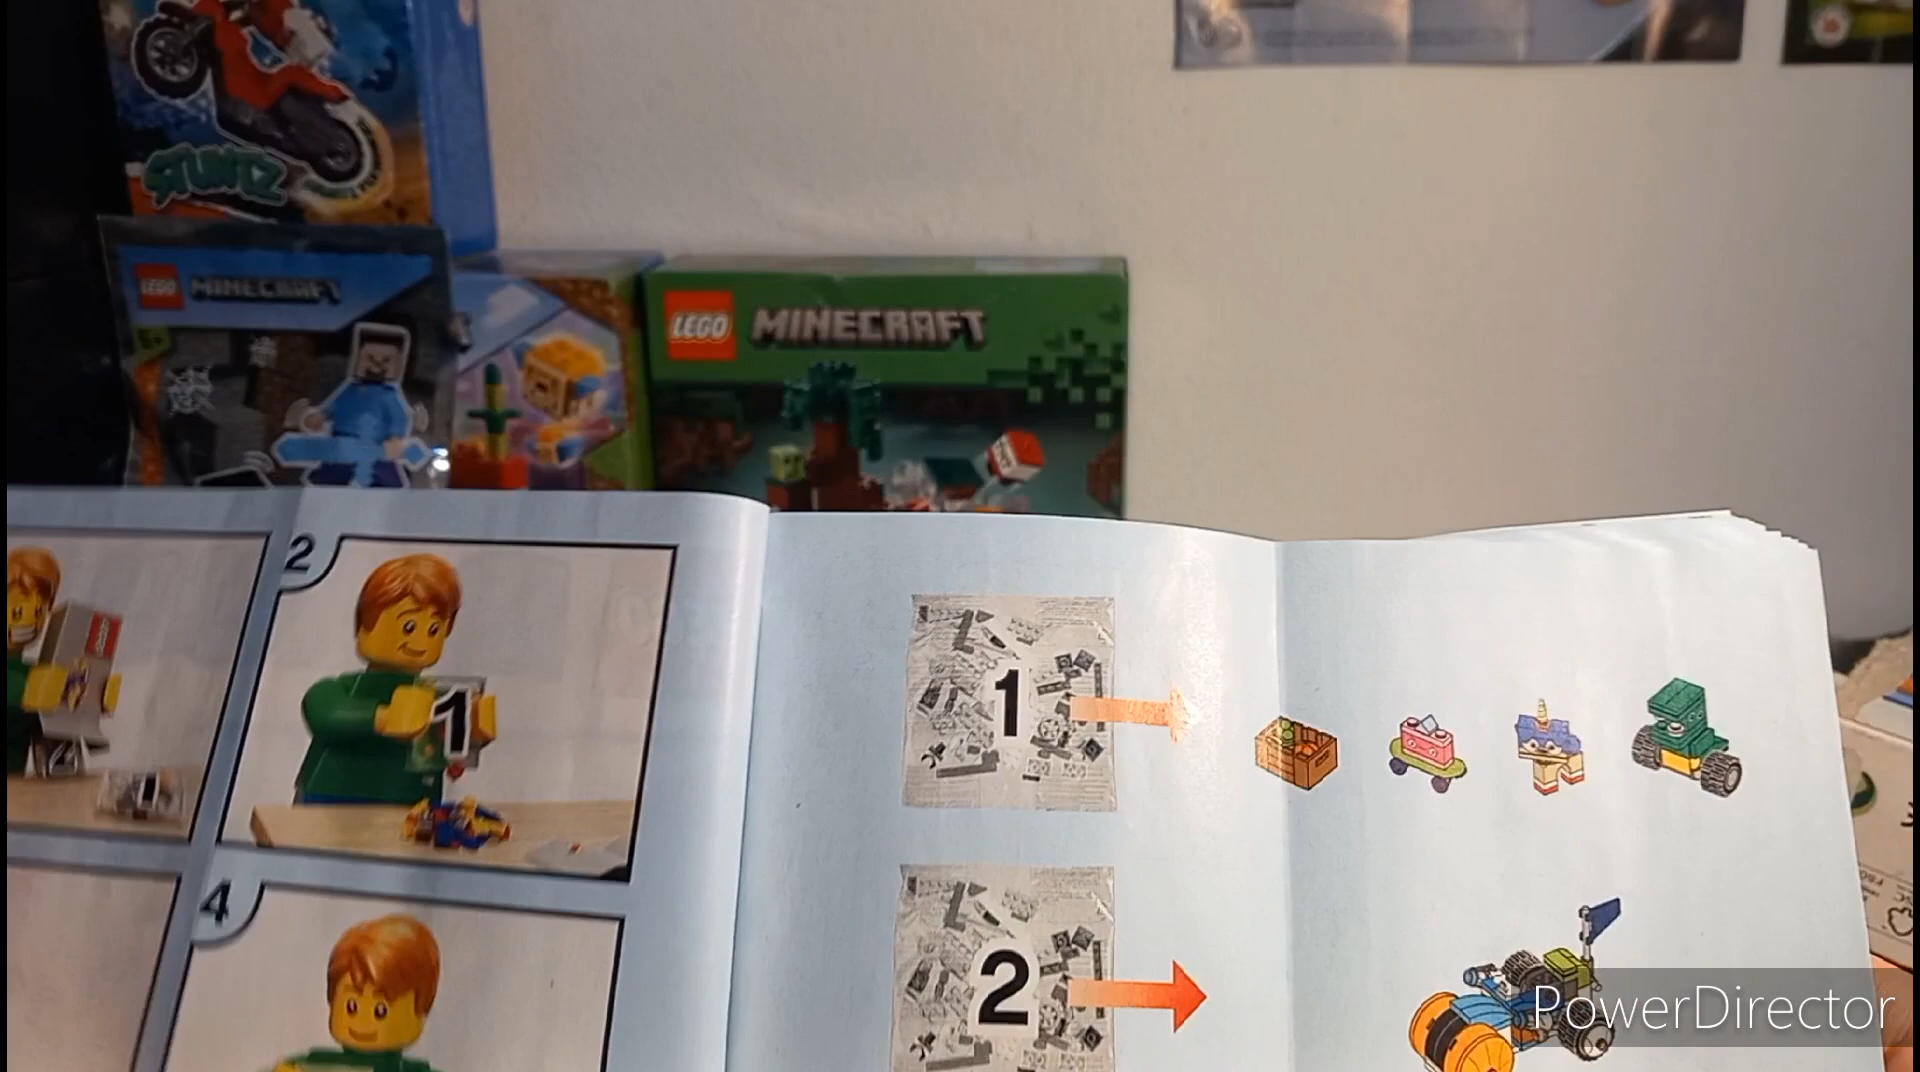 STUNTZ
LEGO
MINECRAFT
LEGO
MINECRAFT
2
1
1
4
2
PowerDirector